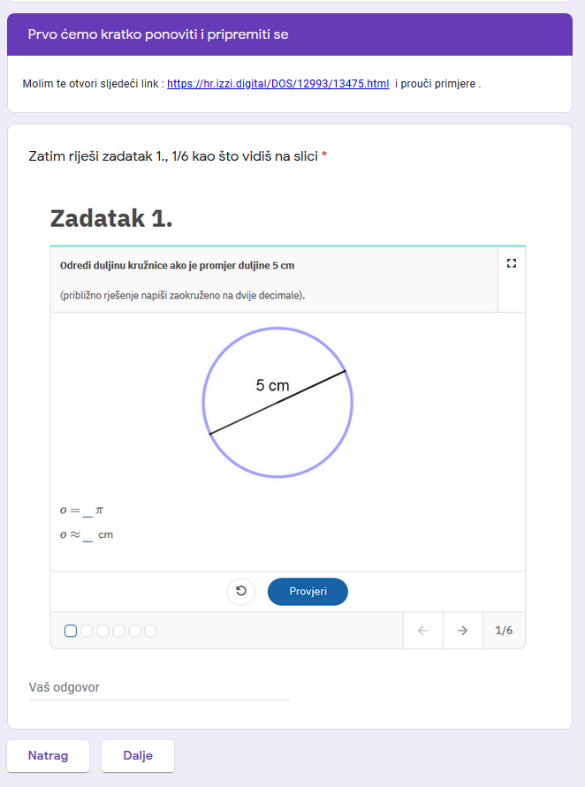 Prvo ćemo kratko ponoviti i pripremiti se
Molim te otvori sljedeći link : https://hr.izzi.digital/DOS/12993/13475.html i prouči primjere .
Zatim riješi zadatak 1., 1/6 kao što vidiš na slici *
Zadatak 1.
Odredi duljinu kružnice ako je promjer duljine 5 cm
(približno rješenje napiši zaokruženo na dvije decimale).
5 cm
o = _ π
o ≈ _ cm
Provjeri
1/6
Vaš odgovor
Natrag
Dalje